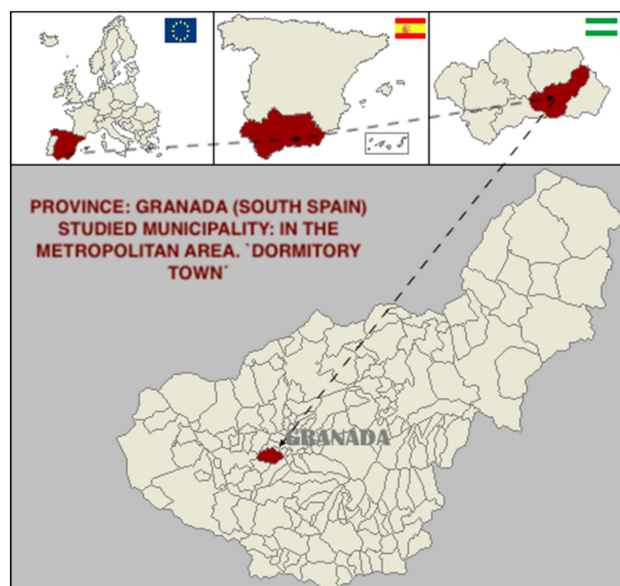 PROVINCE: GRANADA (SOUTH SPAIN)
STUDIED MUNICIPALITY: IN THE
METROPOLITAN AREA. `DORMITORY
TOWN´
GRANADA